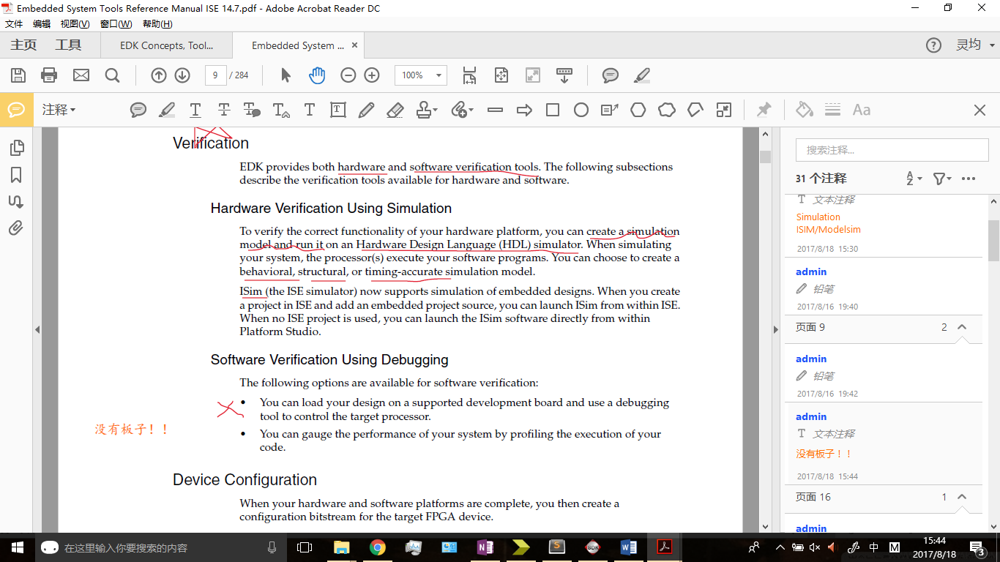 Embedded System Tools Reference Manual ISE 14.7.pdf - Adobe Acrobat Reader DC
文件 编辑 视图(V) 窗口(W) 帮助(H)
主页 工具 EDK Concepts, Tool... Embedded System ... × ? 灵均
9 / 284 100%
注释 T T T T T T Aa
Verification
EDK provides both hardware and software verification tools. The following subsections
describe the verification tools available for hardware and software.
Hardware Verification Using Simulation
To verify the correct functionality of your hardware platform, you can create a simulation
model and run it on an Hardware Design Language (HDL) simulator. When simulating
your system, the processor(s) execute your software programs. You can choose to create a
behavioral, structural, or timing-accurate simulation model.
ISim (the ISE simulator) now supports simulation of embedded designs. When you create
a project in ISE and add an embedded project source, you can launch ISim from within ISE.
When no ISE project is used, you can launch the ISim software directly from within
Platform Studio.
Software Verification Using Debugging
The following options are available for software verification:
• You can load your design on a supported development board and use a debugging
tool to control the target processor.
没有板子！！
• You can gauge the performance of your system by profiling the execution of your
code.
Device Configuration
When your hardware and software platforms are complete, you then create a
configuration bitstream for the target FPGA device.
搜索注释...
31 个注释 AZ
T 文本注释
Simulation
ISIM/Modelsim
2017/8/18 15:30
admin
铅笔
2017/8/16 19:40
页面 9 2
admin
铅笔
2017/8/16 19:42
admin
T 文本注释
没有板子！！
2017/8/18 15:44
页面 16 1
admin
在这里输入你要搜索的内容
N S SDK W 中 M
15:44
2017/8/18
3